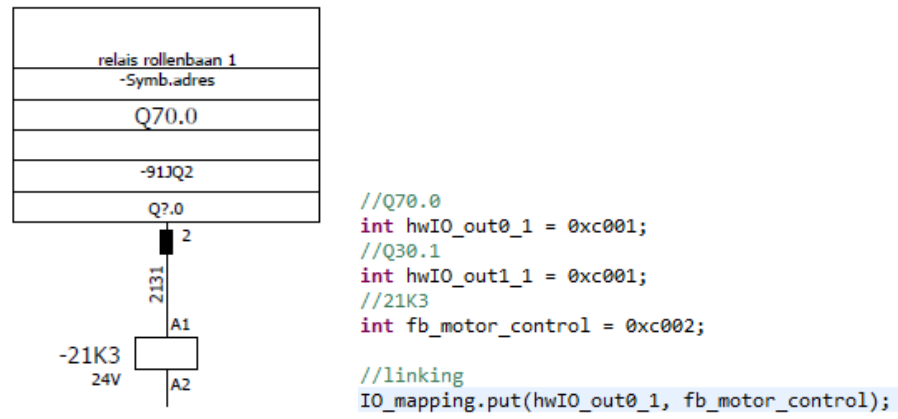 relais rollenbaan 1
-Symb.adres
Q70.0
-91JQ2
Q?.0
2
2131
A1
-21K3
24V
A2
//Q70.0
int hwIO_out0_1 = 0xc001;
//Q30.1
int hwIO_out1_1 = 0xc001;
//21K3
int fb_motor_control = 0xc002;
//linking
IO_mapping.put(hwIO_out0_1, fb_motor_control);